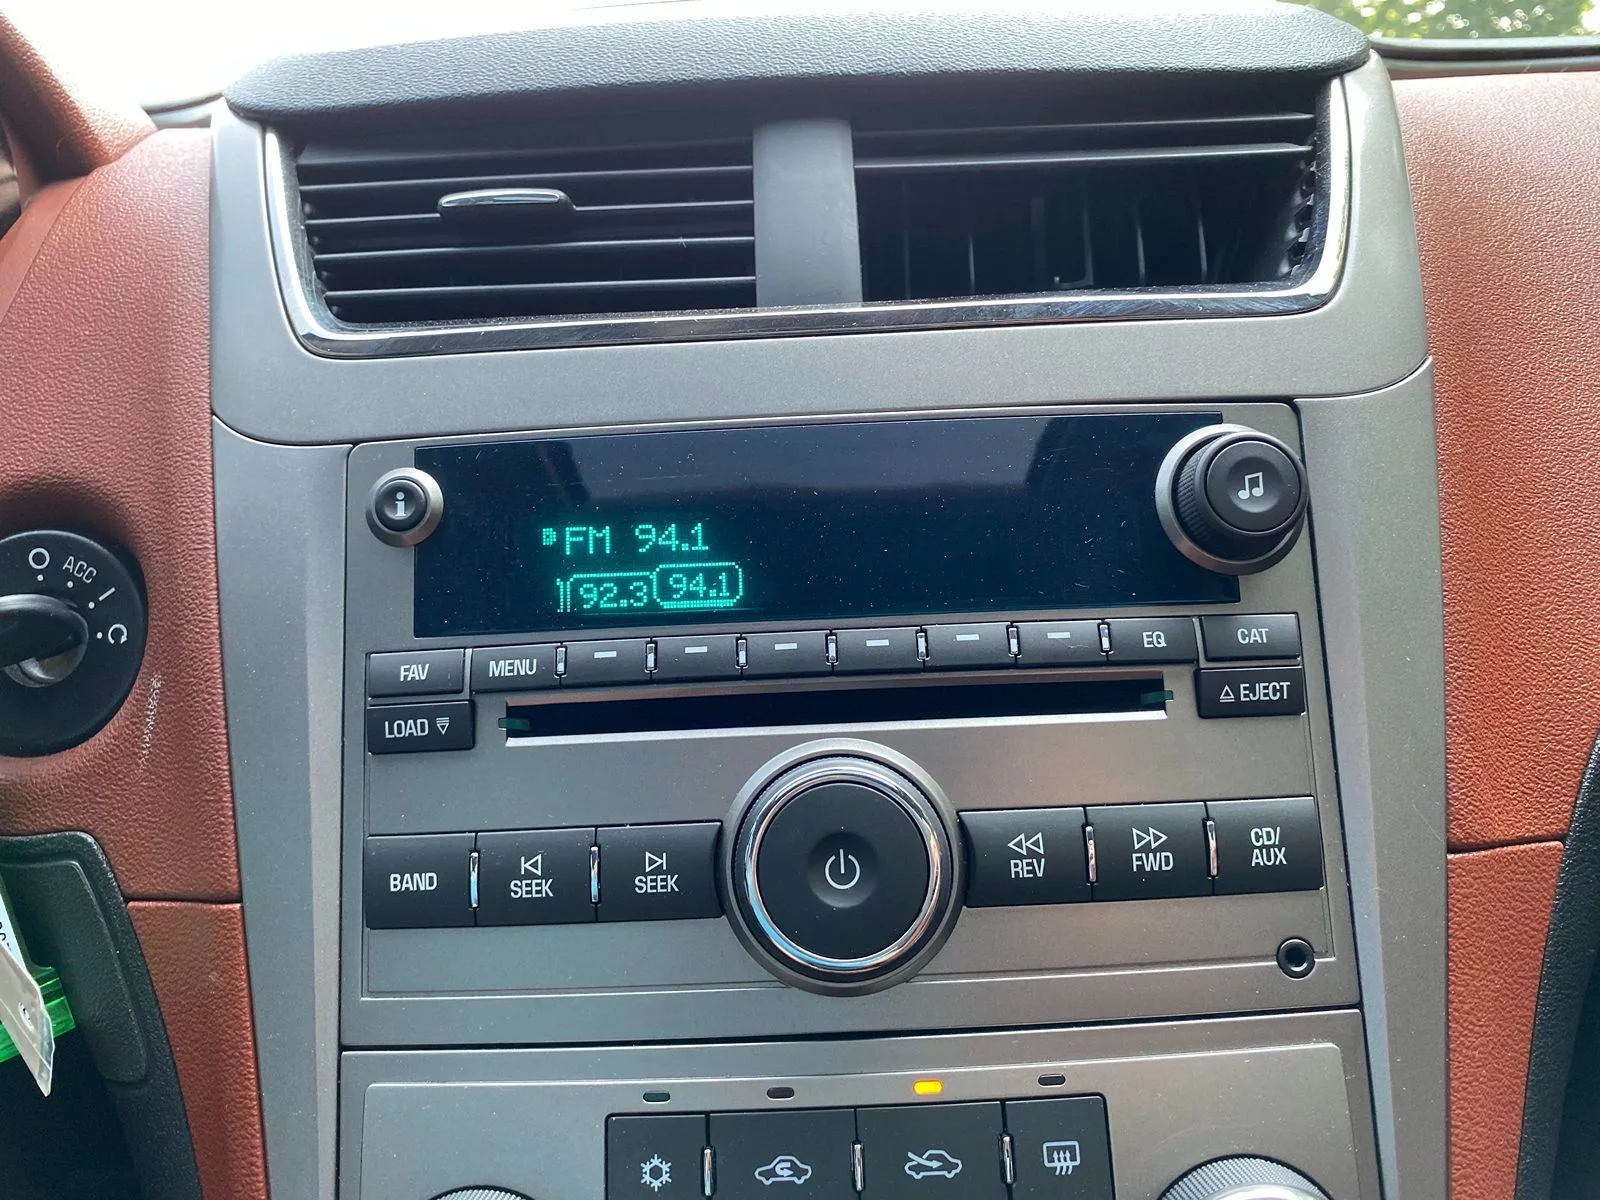 i
FM 94.1
92.3 94.1
ACC
FAV
MENU
EQ
CAT
LOAD
EJECT
BAND
SEEK
SEEK
REV
FWD
CD/
AUX